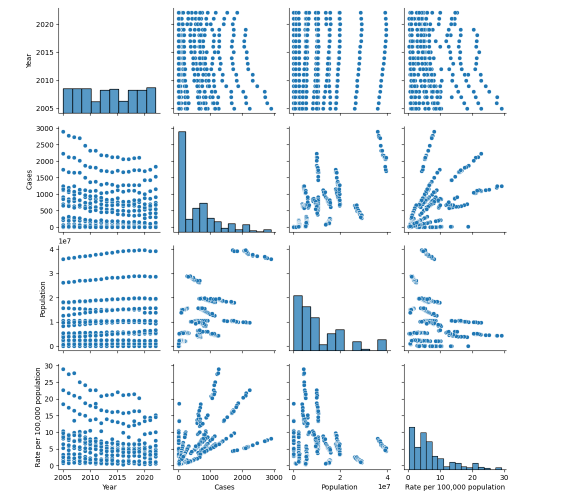 2020
2015
2010
2005
Year
3000
2500
2000
1500
1000
500
0
Cases
1e7
4
3
2
1
0
Population
30
25
20
15
10
5
0
Rate per 100,000 population
2005 2010 2015 2020
Year
0 1000 2000 3000
Cases
0 2 4
1e7
Population
0 10 20 30
Rate per 100,000 population